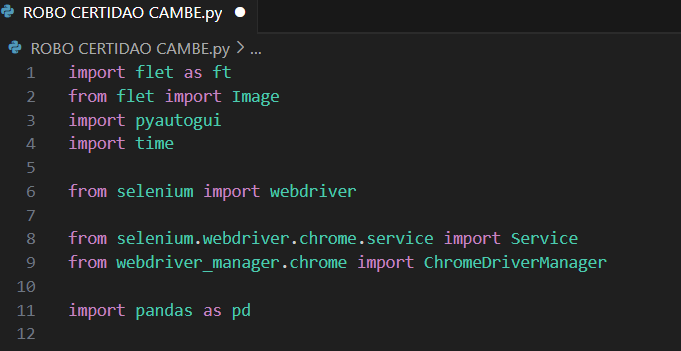 ROBO CERTIDAO CAMBE.py
ROBO CERTIDAO CAMBE.py > ...
1 import flet as ft
2 from flet import Image
3 import pyautogui
4 import time
5
6 from selenium import webdriver
7
8 from selenium.webdriver.chrome.service import Service
9 from webdriver_manager.chrome import ChromeDriverManager
10
11 import pandas as pd
12